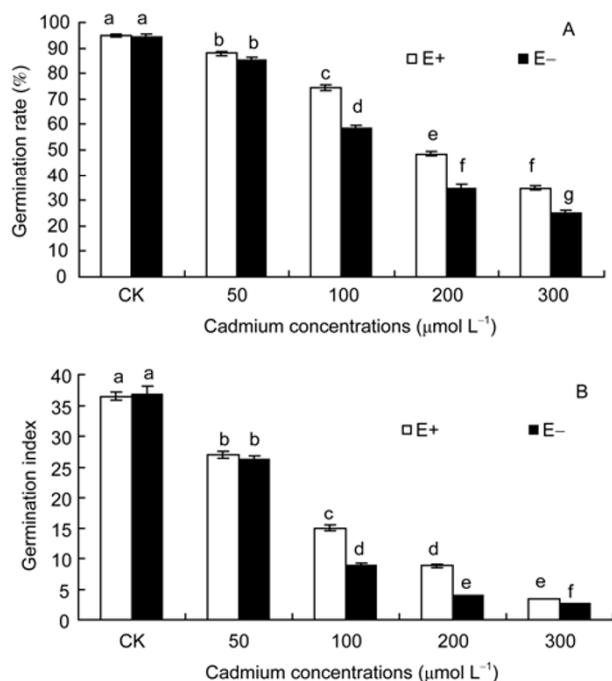 A
E+ E−
Germination rate (%)
100
90
80
70
60
50
40
30
20
10
0
a a
b b
c
d
e
f
f
g
CK 50 100 200 300
Cadmium concentrations (μmol L⁻¹)
B
E+ E−
Germination index
40
35
30
25
20
15
10
5
0
a a
b b
c
d
d
e
e
f
CK 50 100 200 300
Cadmium concentrations (μmol L⁻¹)